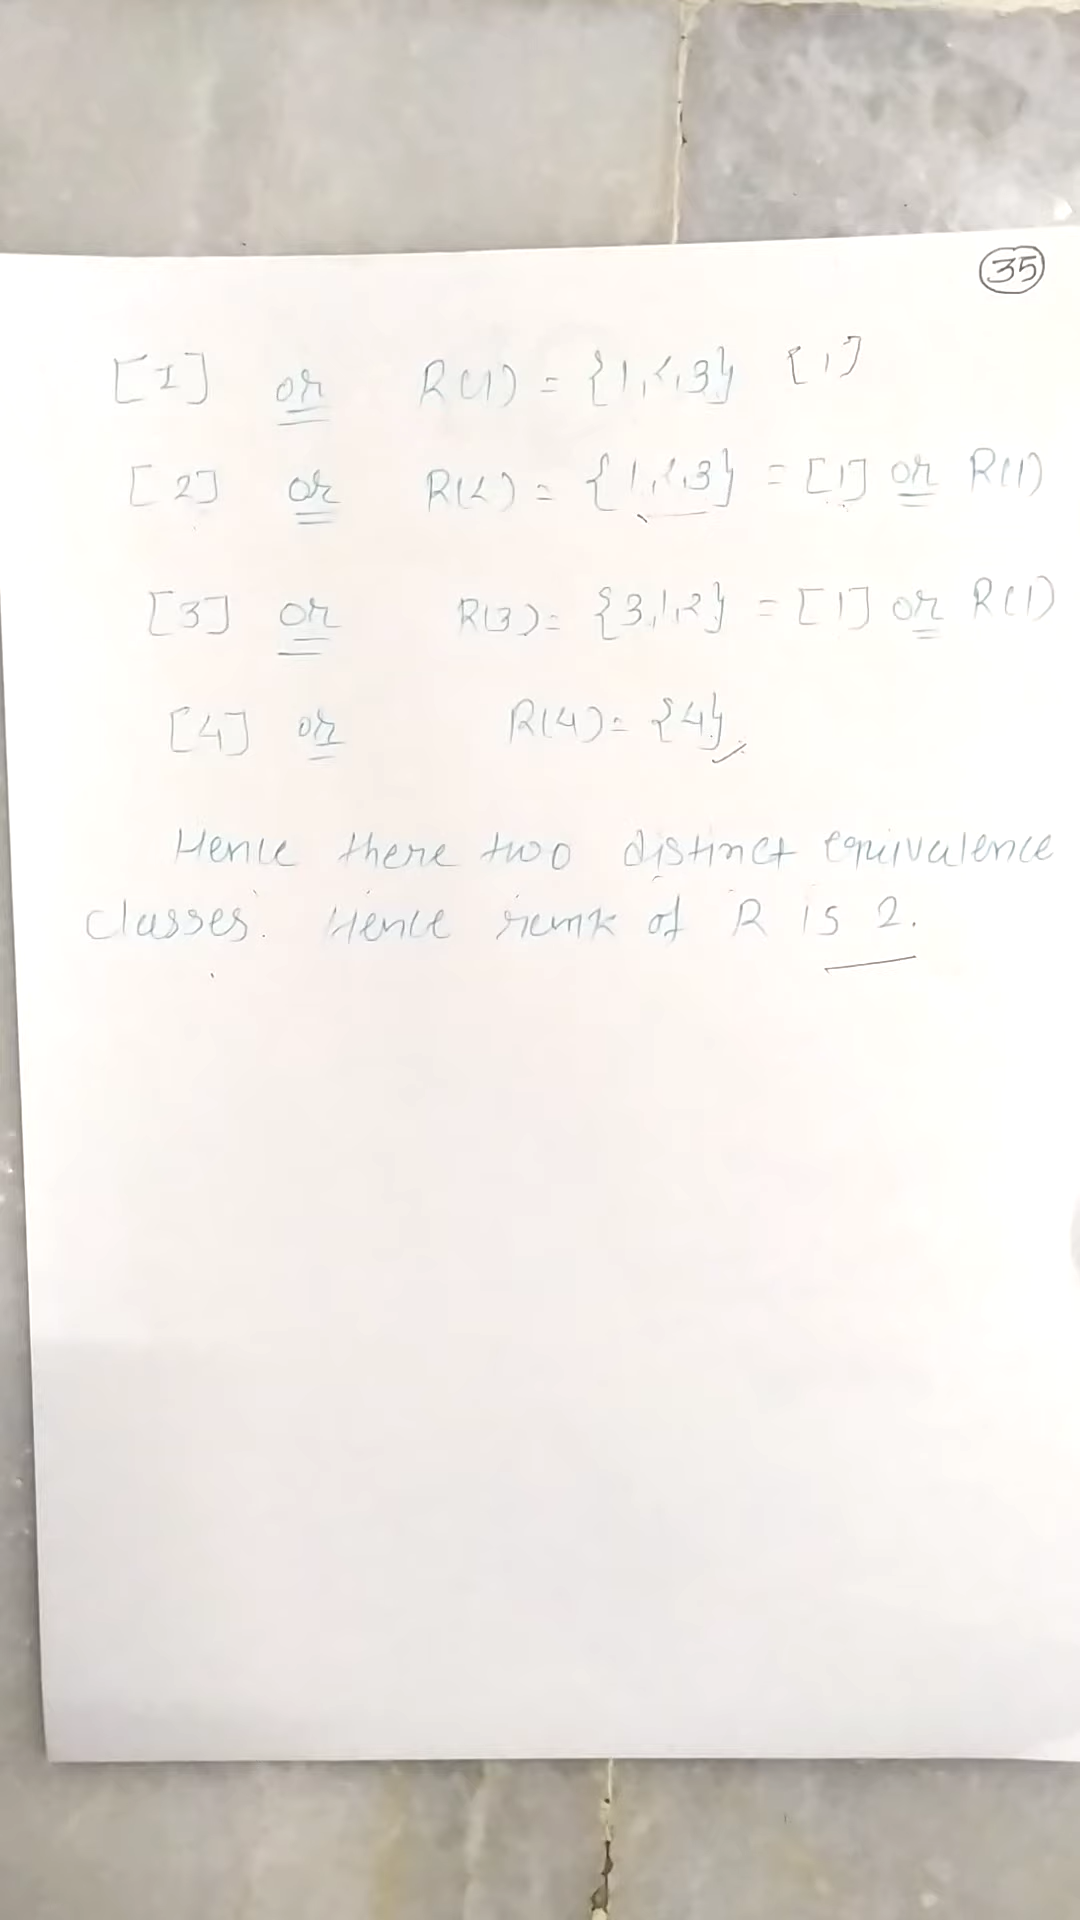 35
[1] or R(1) = {1,2,3} [1]
[2] or R(2) = {1,2,3} = [1] or R(1)
[3] or R(3) = {3,1,2} = [1] or R(1)
[4] or R(4) = {4}
Hence there two distinct equivalence
classes. Hence rank of R is 2.